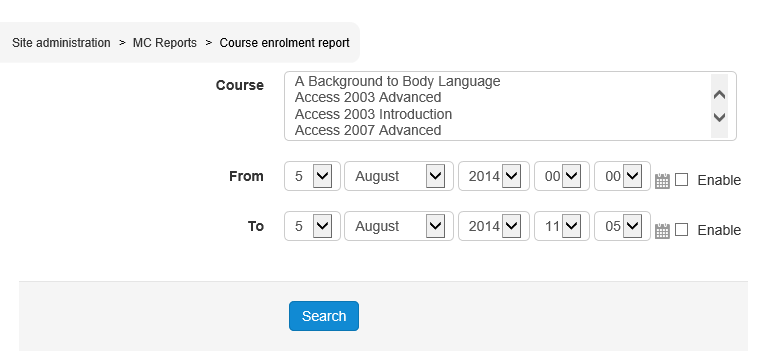 Site administration > MC Reports > Course enrolment report
Course
A Background to Body Language
Access 2003 Advanced
Access 2003 Introduction
Access 2007 Advanced
From 5 August 2014 00 00 Enable
To 5 August 2014 11 05 Enable
Search